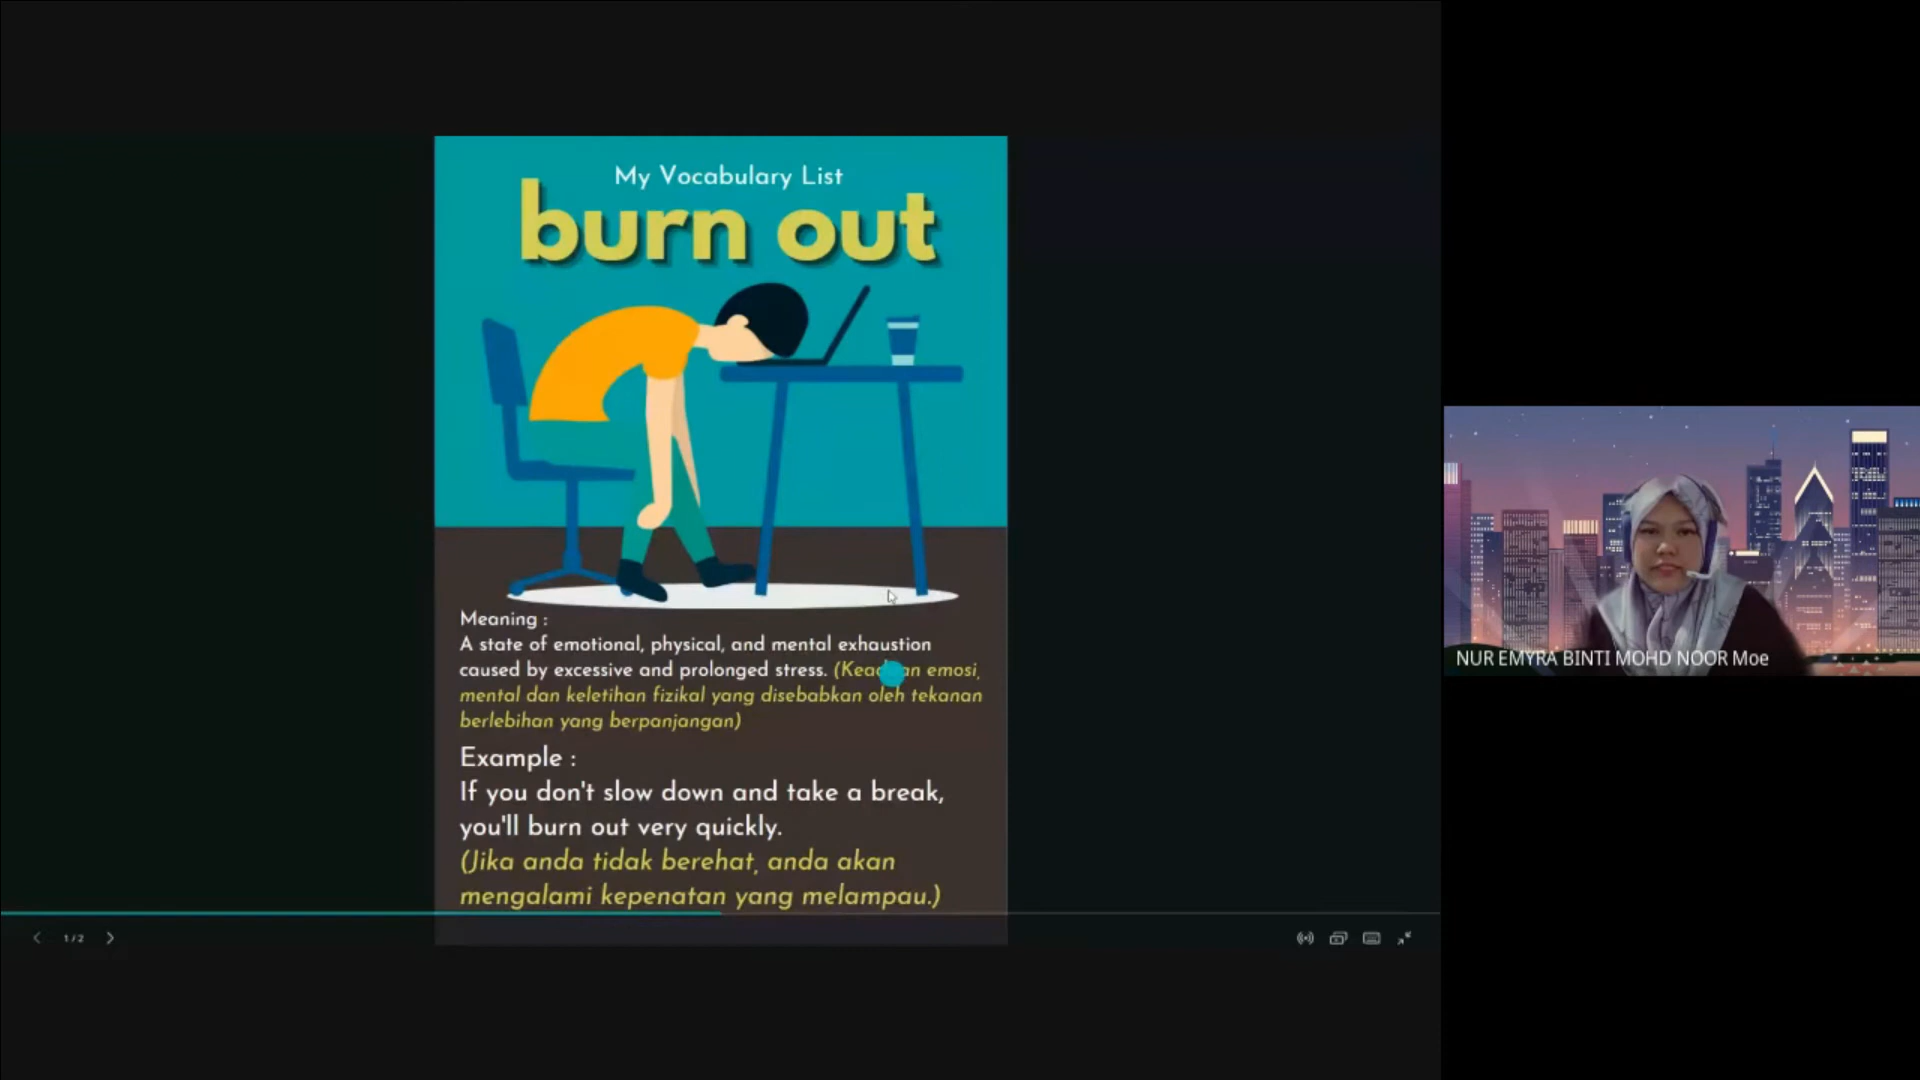 My Vocabulary List
burn out
Meaning :
A state of emotional, physical, and mental exhaustion
caused by excessive and prolonged stress. (Keadaan emosi,
mental dan keletihan fizikal yang disebabkan oleh tekanan
berlebihan yang berpanjangan)
Example :
If you don't slow down and take a break,
you'll burn out very quickly.
(Jika anda tidak berehat, anda akan
mengalami kepenatan yang melampau.)
1/2
NUR EMYRA BINTI MOHD NOOR Moe